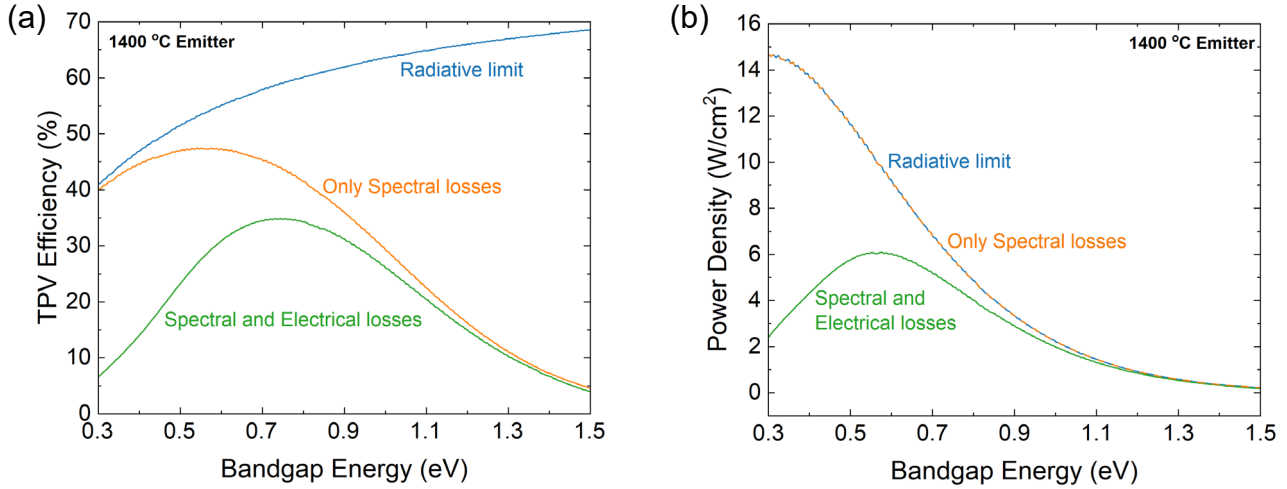 (a)
70
60
50
40
30
20
10
0
TPV Efficiency (%)
1400 °C Emitter
Radiative limit
Only Spectral losses
Spectral and Electrical losses
0.3 0.5 0.7 0.9 1.1 1.3 1.5
Bandgap Energy (eV)
(b)
16
14
12
10
8
6
4
2
0
Power Density (W/cm²)
1400 °C Emitter
Radiative limit
Only Spectral losses
Spectral and
Electrical losses
0.3 0.5 0.7 0.9 1.1 1.3 1.5
Bandgap Energy (eV)